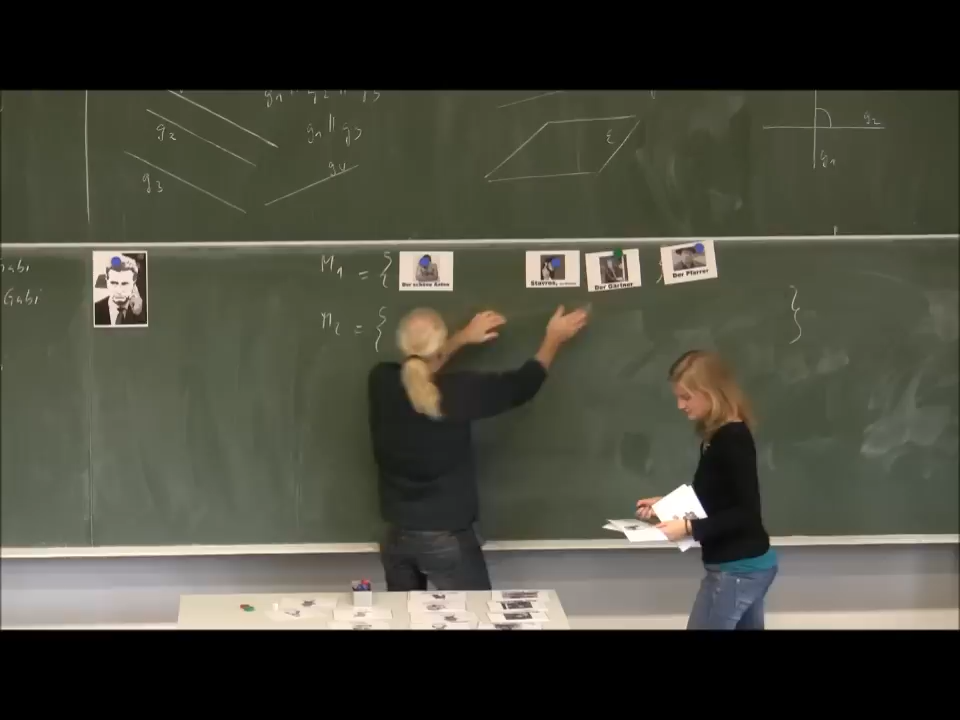 g₁ ∦ g₂ ∦ g₃
g₂
g₁ ∦ g₃
g₄
g₃
ε
g₂
g₁
Gabi
Gabi
M₁ = {
Der schöne Anton
Stavros,
Der Gärtner
Der Pfarrer
}
M₂ = {
}